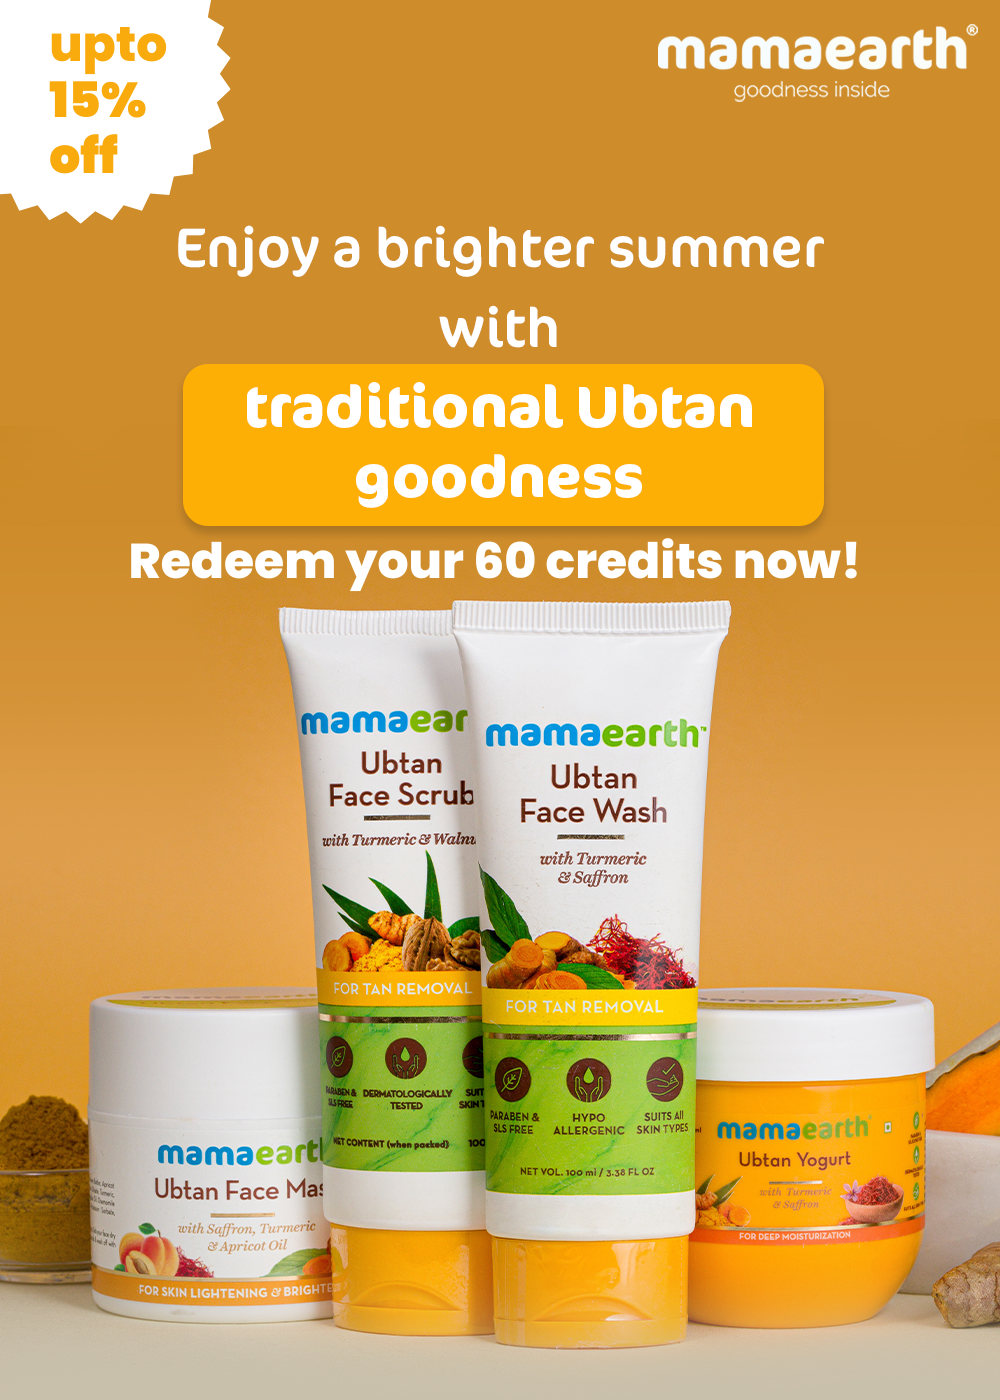 upto
15%
off
mamaearth®
goodness inside
Enjoy a brighter summer
with
traditional Ubtan
goodness
Redeem your 60 credits now!
mamaear
Ubtan
Face Scrub
with Turmeric &
FOR TAN REMOVAL
PARABEN &
SLS FREE
DERMATOLOGICALLY
TESTED
NET CONTENT (when packed)
mamaearth™
Ubtan
Face Wash
with Turmeric
& Saffron
FOR TAN REMOVAL
PARABEN &
SLS FREE
HYPO
ALLERGENIC
SUITS All
SKIN TYPES
NET VOL. 100 ml / 3.38 FL OZ
mamaeart
Ubtan Face Mas
with Saffron, Turmeric
& Apricot Oil
FOR SKIN LIGHTENING & BRIGHTE
mamaearth
Ubtan Yogurt
with Turmeric
& Saffron
FOR DEEP MOISTURIZATION